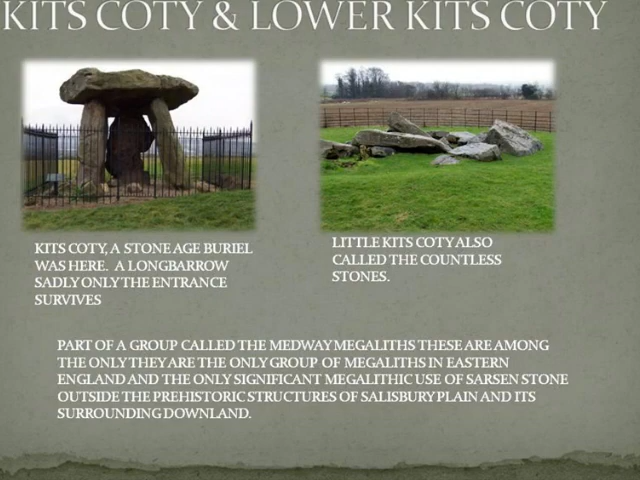 KITS COTY & LOWER KITS COTY
KITS COTY, A STONE AGE BURIEL
WAS HERE. A LONGBARROW
SADLY ONLY THE ENTRANCE
SURVIVES
LITTLE KITS COTY ALSO
CALLED THE COUNTLESS
STONES.
PART OF A GROUP CALLED THE MEDWAY MEGALITHS THESE ARE AMONG
THE ONLY THEY ARE THE ONLY GROUP OF MEGALITHS IN EASTERN
ENGLAND AND THE ONLY SIGNIFICANT MEGALITHIC USE OF SARSEN STONE
OUTSIDE THE PREHISTORIC STRUCTURES OF SALISBURY PLAIN AND ITS
SURROUNDING DOWNLAND.